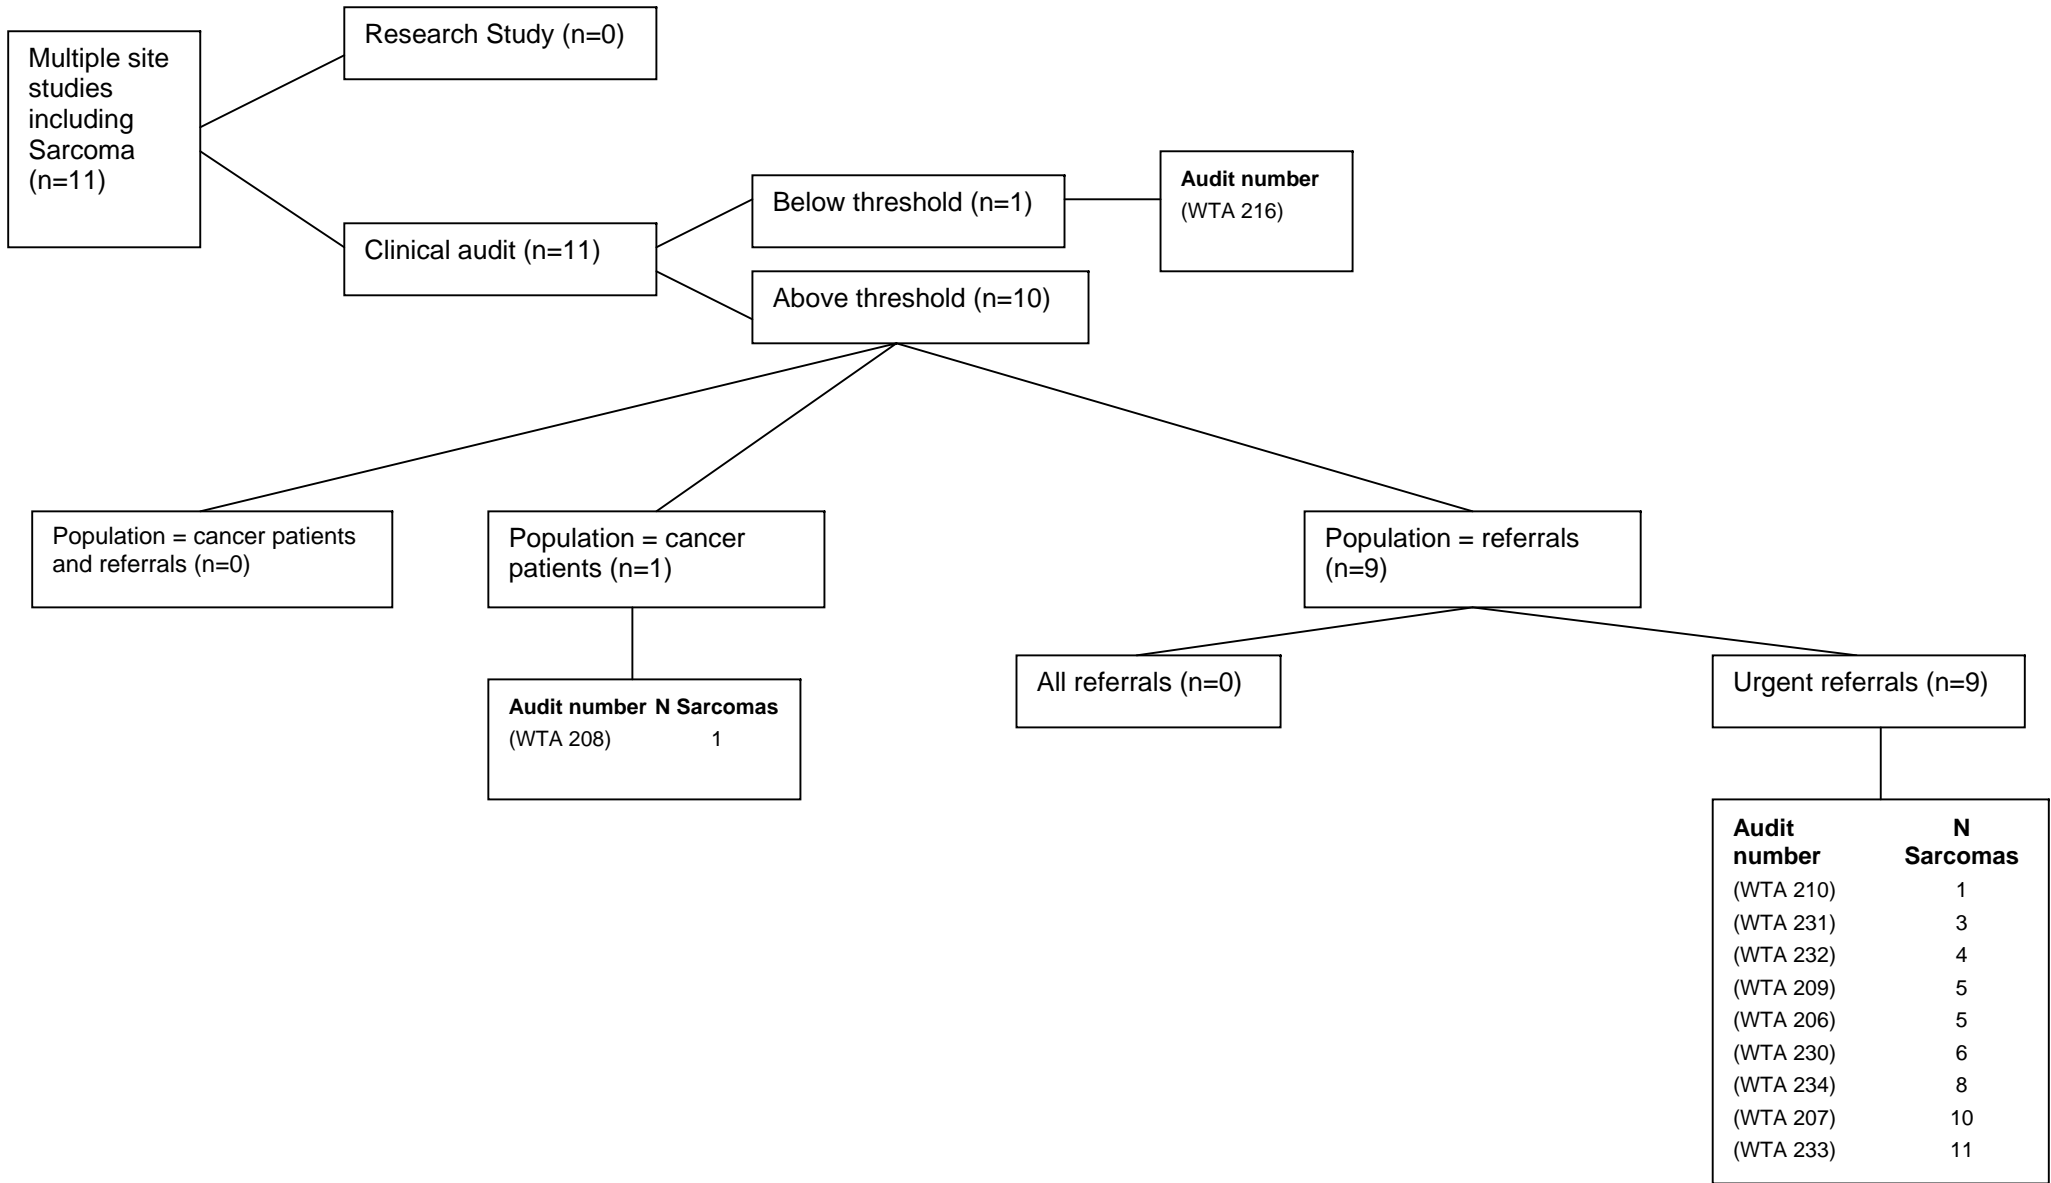 Multiple site
studies
including
Sarcoma
(n=11)
Research Study (n=0)
Clinical audit (n=11)
Below threshold (n=1)
Audit number
(WTA 216)
Above threshold (n=10)
Population = cancer patients
and referrals (n=0)
Population = cancer
patients (n=1)
Audit number N Sarcomas
(WTA 208) 1
Population = referrals
(n=9)
All referrals (n=0)
Urgent referrals (n=9)
Audit N
number Sarcomas
(WTA 210) 1
(WTA 231) 3
(WTA 232) 4
(WTA 209) 5
(WTA 206) 5
(WTA 230) 6
(WTA 234) 8
(WTA 207) 10
(WTA 233) 11